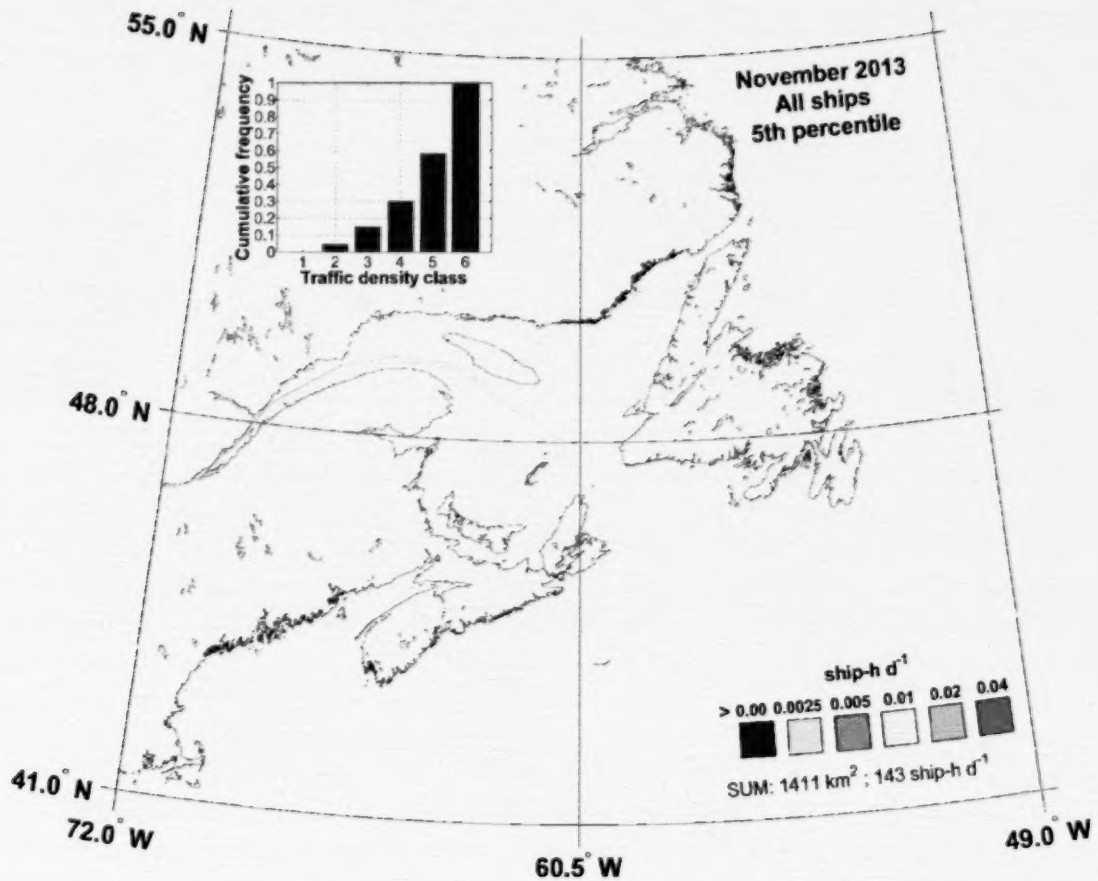 55.0° N
November 2013
All ships
5th percentile
Cumulative frequency
1
0.9
0.8
0.7
0.6
0.5
0.4
0.3
0.2
0.1
0
1 2 3 4 5 6
Traffic density class
48.0° N
ship-h d⁻¹
> 0.00 0.0025 0.005 0.01 0.02 0.04
SUM: 1411 km² ; 143 ship-h d⁻¹
41.0° N
72.0° W
60.5° W
49.0° W